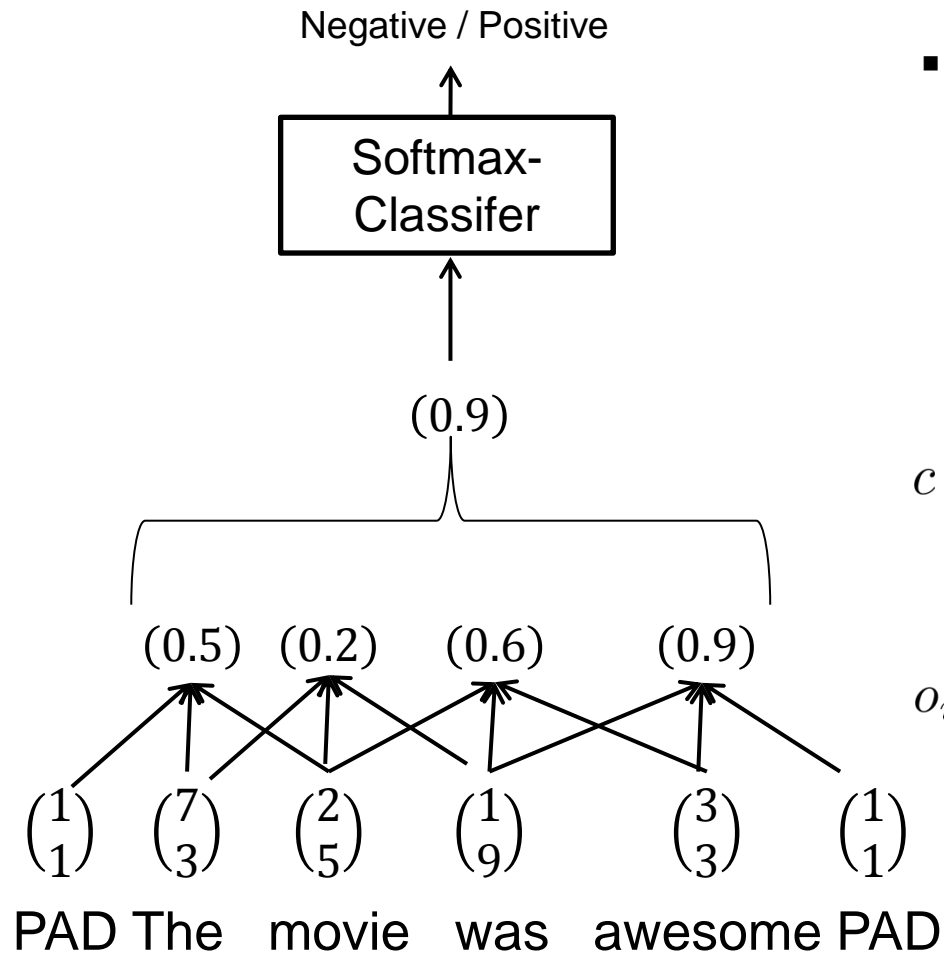 Negative / Positive
▪
Softmax-
Classifer
(0.9)
c
(0.5) (0.2) (0.6) (0.9)
o
(1 1) (7 3) (2 5) (1 9) (3 3) (1 1)
PAD The movie was awesome PAD